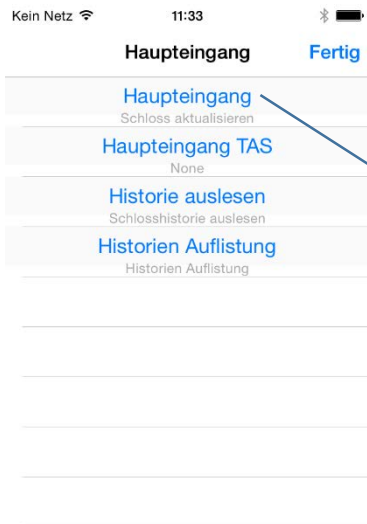 Kein Netz 11:33
Haupteingang Fertig
Haupteingang
Schloss aktualisieren
Haupteingang TAS
None
Historie auslesen
Schlosshistorie auslesen
Historien Auflistung
Historien Auflistung